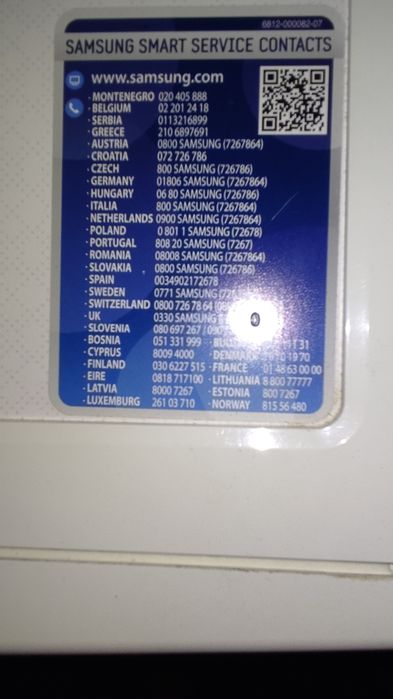 6812-000082-07
SAMSUNG SMART SERVICE CONTACTS
www.samsung.com
· MONTENEGRO 020 405 888
· BELGIUM 02 201 24 18
· SERBIA 0113216899
· GREECE 210 6897691
· AUSTRIA 0800 SAMSUNG (7267864)
· CROATIA 072 726 786
· CZECH 800 SAMSUNG (726786)
· GERMANY 01806 SAMSUNG (7267864)
· HUNGARY 06 80 SAMSUNG (726786)
· ITALIA 800 SAMSUNG (7267864)
· NETHERLANDS 0900 SAMSUNG (7267864)
· POLAND 0 801 1 SAMSUNG (72678)
· PORTUGAL 808 20 SAMSUNG (7267)
· ROMANIA 08008 SAMSUNG (7267864)
· SLOVAKIA 0800 SAMSUNG (726786)
· SPAIN 0034902172678
· SWEDEN 0771 SAMSUNG
· SWITZERLAND 0800 726 78 64
· UK 0330 SAMSUNG
· SLOVENIA 080 697 267
· BOSNIA 051 331 999 31
· CYPRUS 8009 4000 · DENMARK 70 19 70
· FINLAND 030 6227 515 · FRANCE 01 48 63 00 00
· EIRE 0818 717100 · LITHUANIA 8 800 77777
· LATVIA 8000 7267 · ESTONIA 800 7267
· LUXEMBURG 261 03 710 · NORWAY 815 56 480